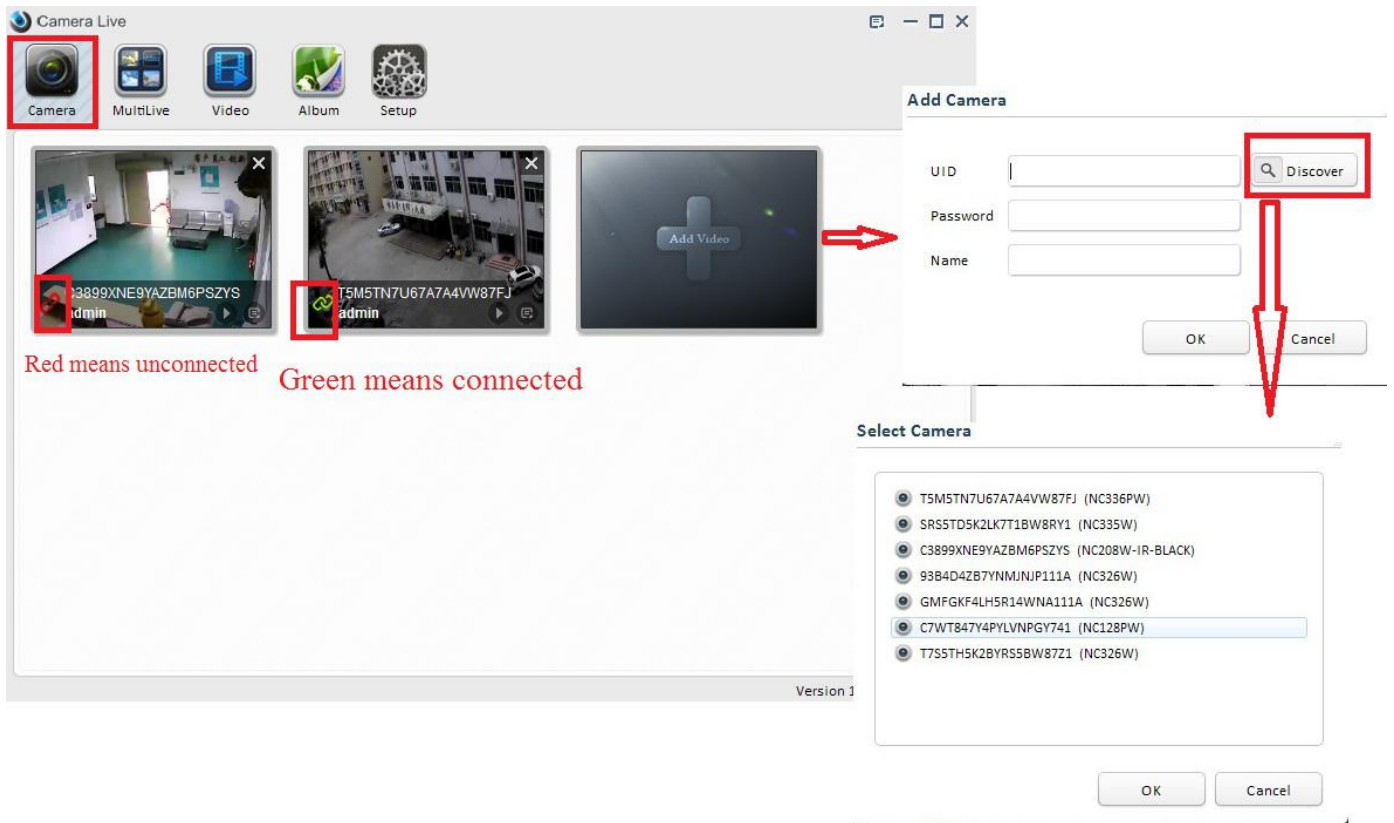 Camera Live
Camera
MultiLive
Video
Album
Setup
C3899XNE9YAZBM6PSZYS
admin
T5M5TN7U67A7A4VW87FJ
admin
Add Video
Red means unconnected
Green means connected
Version 1
Add Camera
UID
Discover
Password
Name
OK
Cancel
Select Camera
T5M5TN7U67A7A4VW87FJ (NC336PW)
SRS5TD5K2LK7T1BW8RY1 (NC335W)
C3899XNE9YAZBM6PSZYS (NC208W-IR-BLACK)
93B4D4ZB7YNMJNJP111A (NC326W)
GMFGKF4LH5R14WNA111A (NC326W)
C7WT847Y4PYLVNPGY741 (NC128PW)
T7S5TH5K2BYRS5BW87Z1 (NC326W)
OK
Cancel